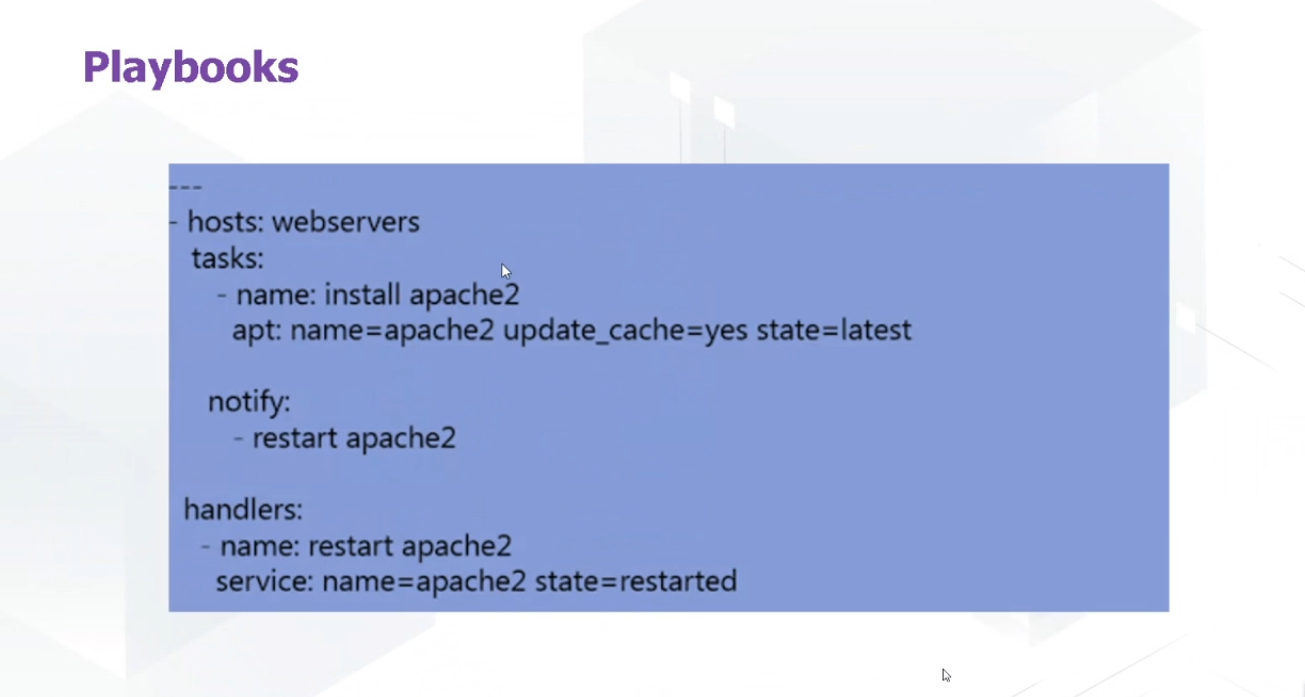 Playbooks
---
- hosts: webservers
tasks:
- name: install apache2
apt: name=apache2 update_cache=yes state=latest
notify:
- restart apache2
handlers:
- name: restart apache2
service: name=apache2 state=restarted